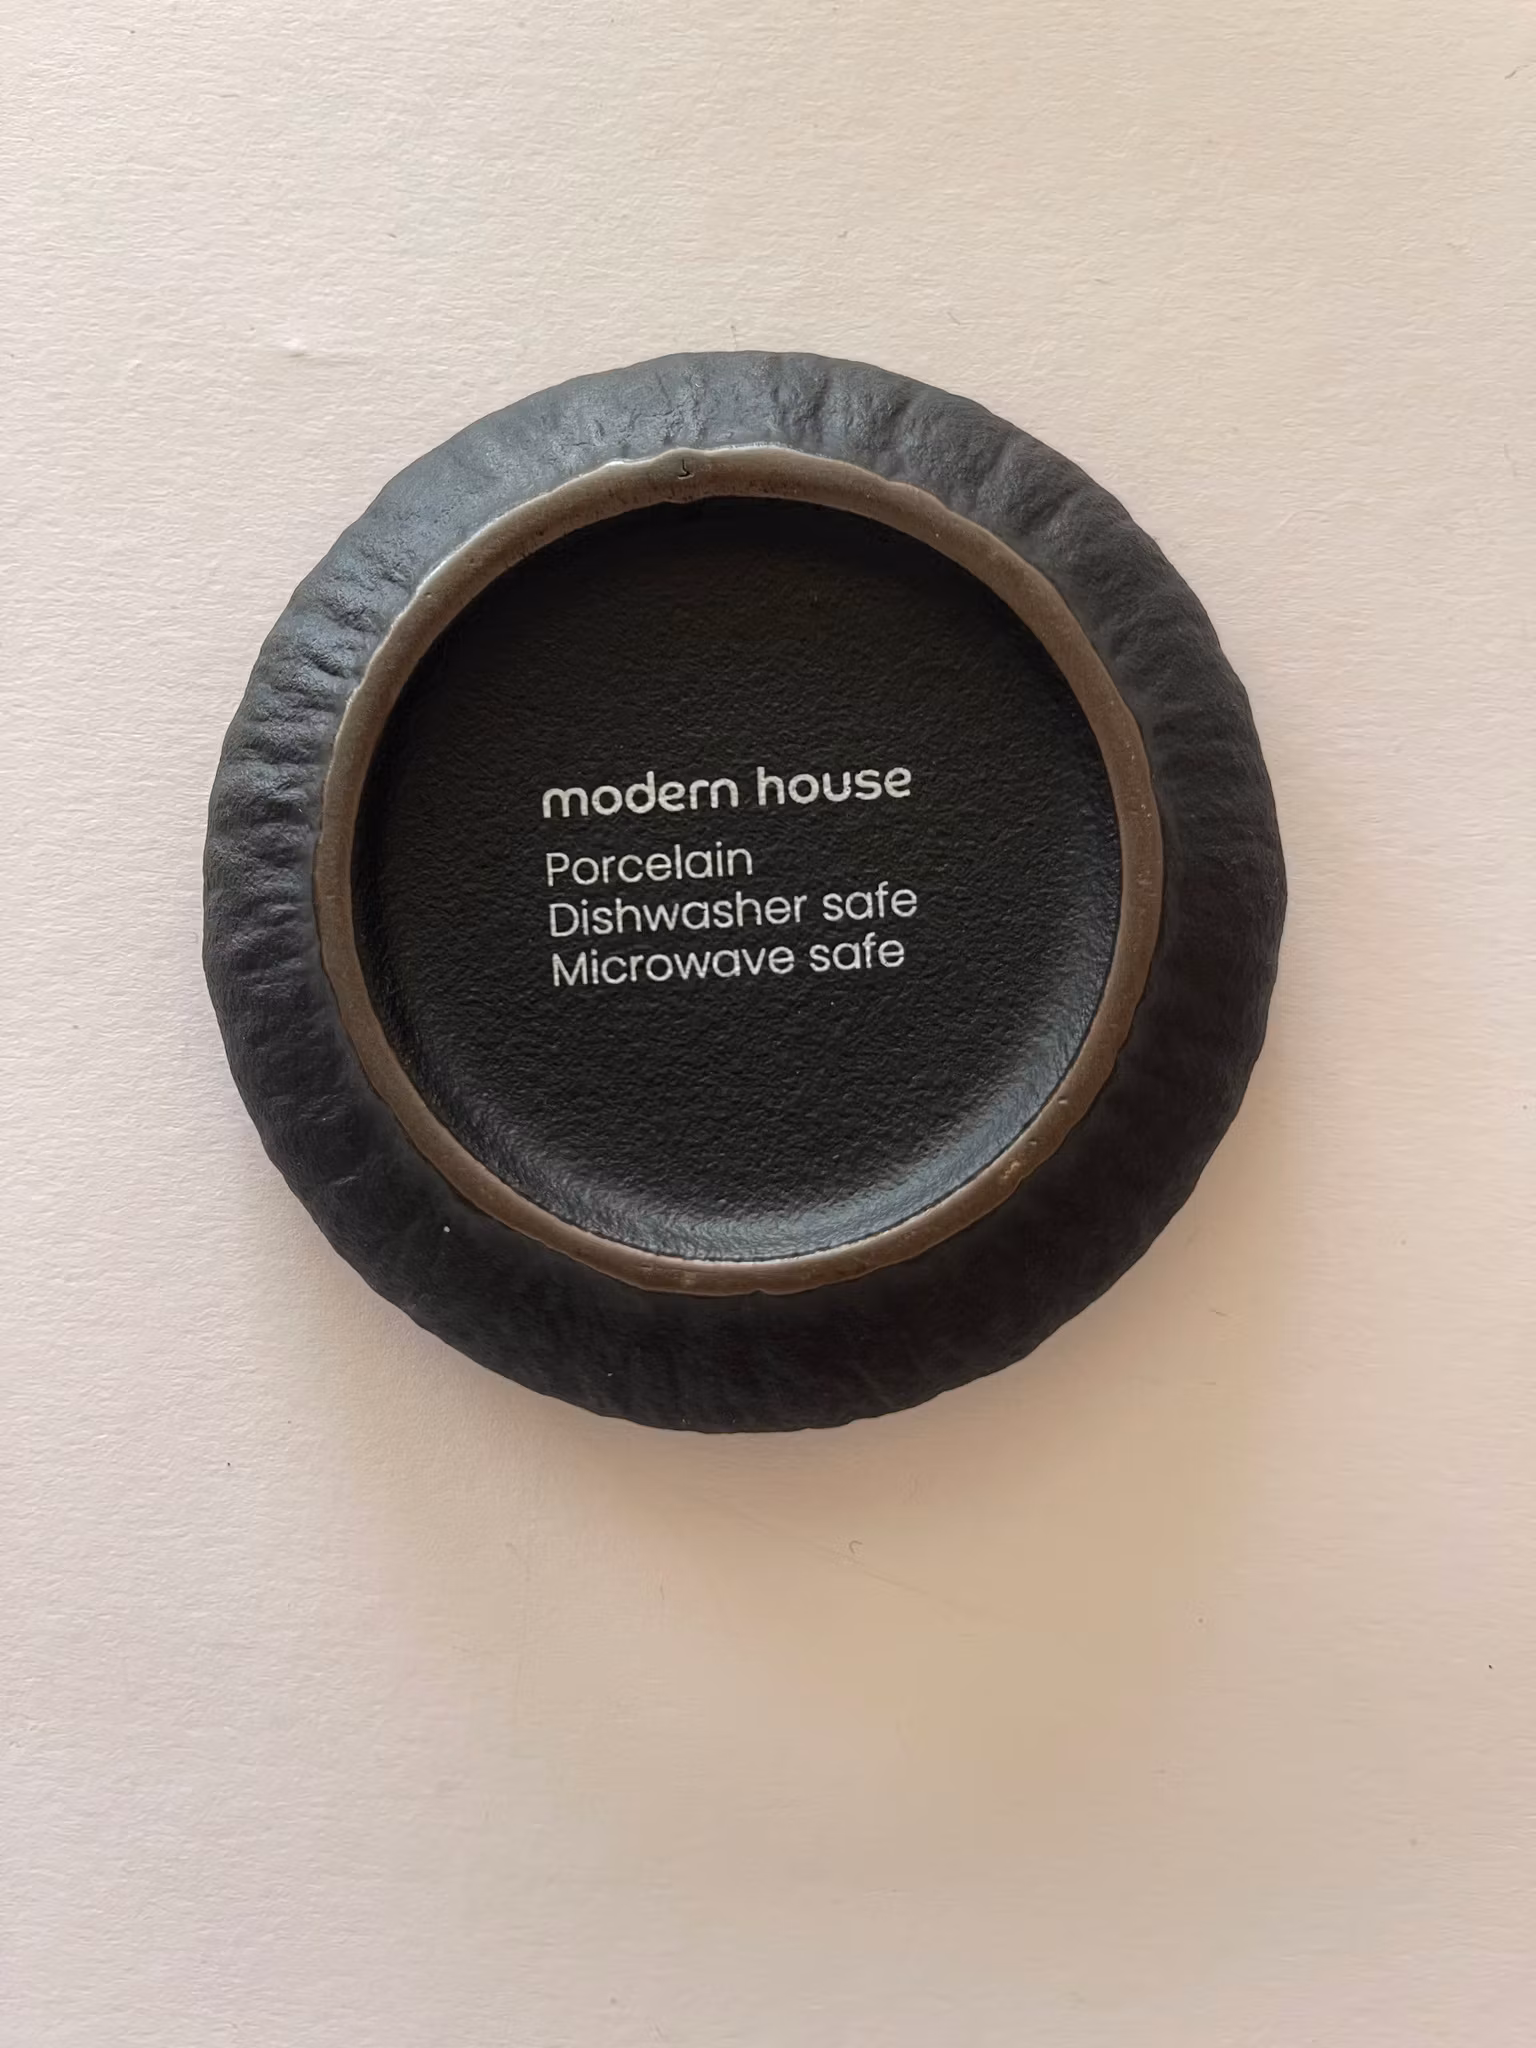 modern house
Porcelain
Dishwasher safe
Microwave safe